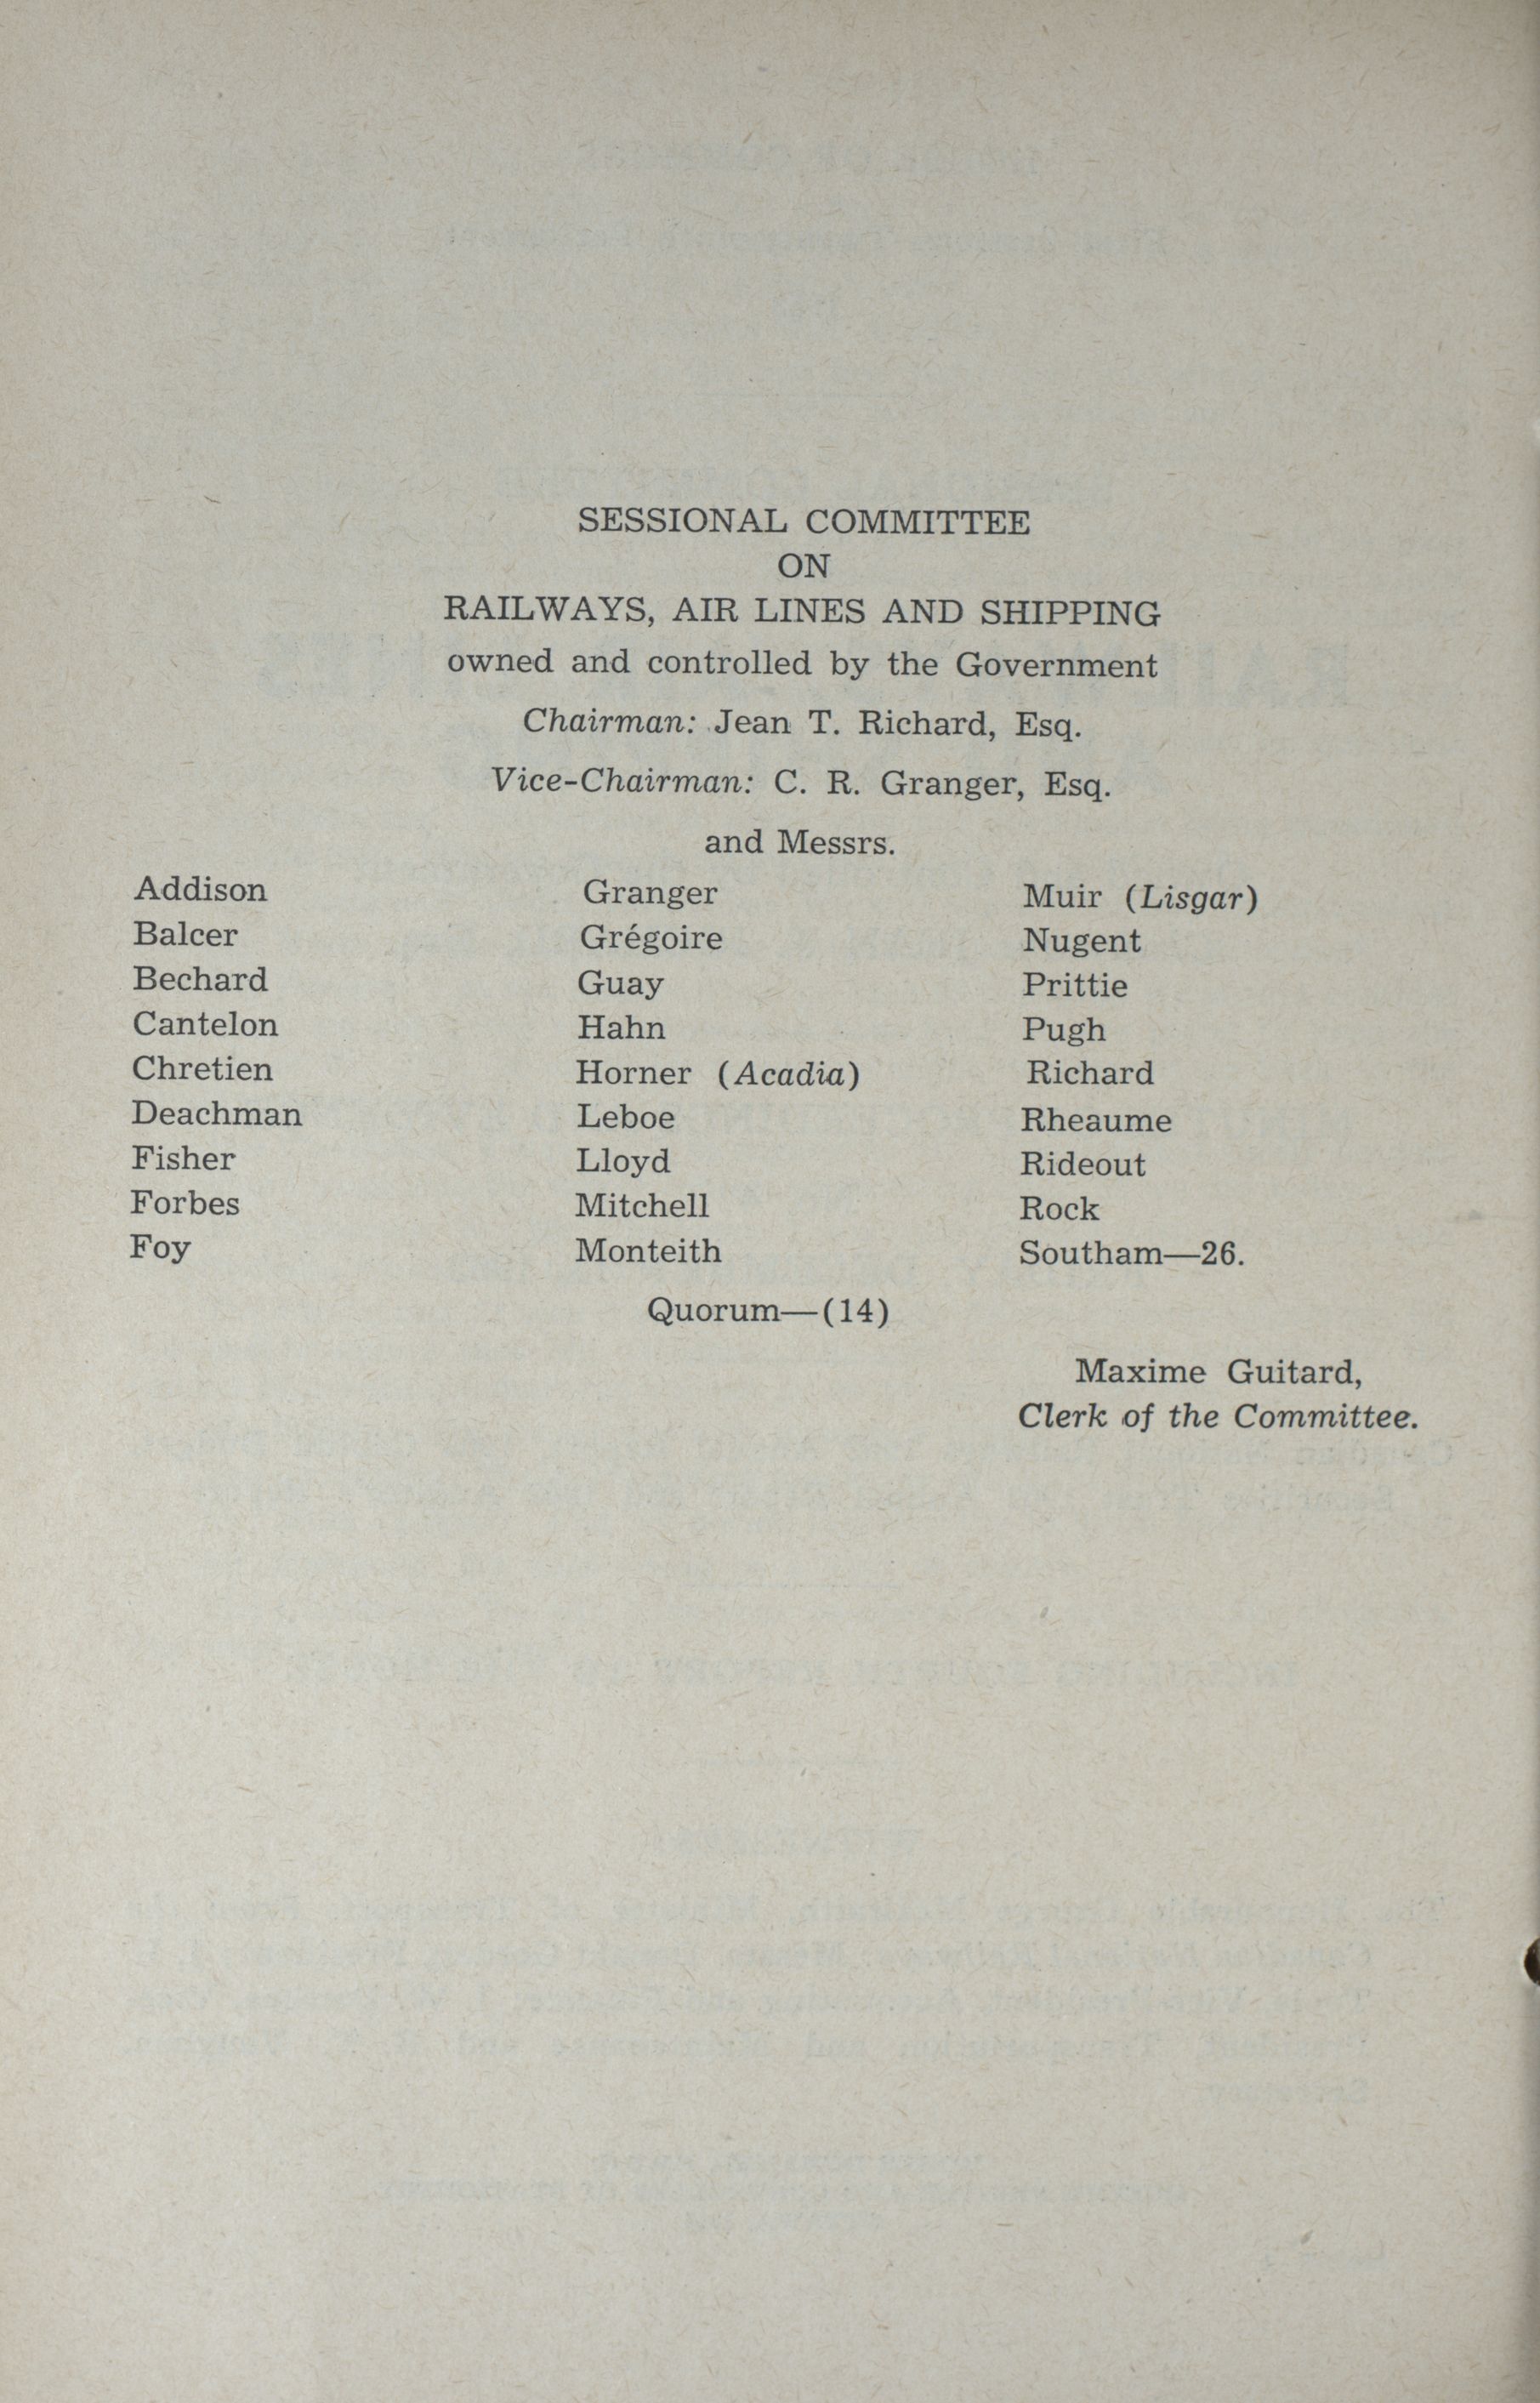 SESSIONAL COMMITTEE
ON
RAILWAYS, AIR LINES AND SHIPPING
owned and controlled by the Government
Chairman: Jean T. Richard, Esq.
Vice-Chairman: C. R. Granger, Esq.
and Messrs.
Addison Granger Muir (Lisgar)
Balcer Grégoire Nugent
Bechard Guay Prittie
Cantelon Hahn Pugh
Chretien Horner (Acadia) Richard
Deachman Leboe Rheaume
Fisher Lloyd Rideout
Forbes Mitchell Rock
Foy Monteith Southam—26.
Quorum—(14)
Maxime Guitard,
Clerk of the Committee.